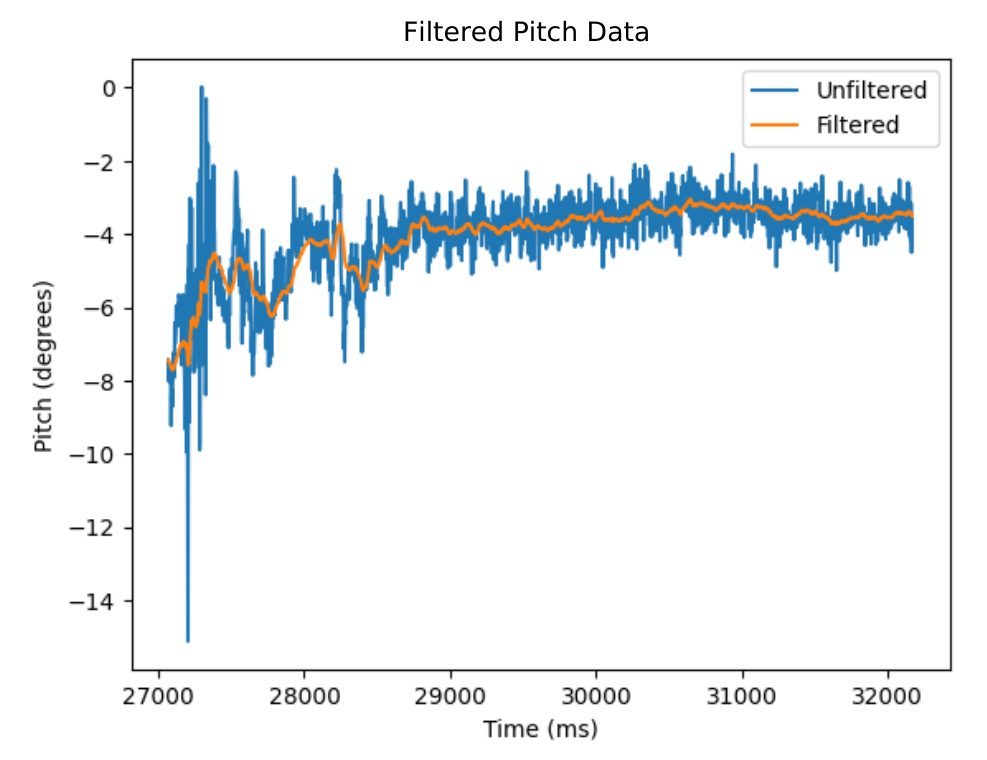 Filtered Pitch Data
Unfiltered
Filtered
0
−2
−4
−6
−8
−10
−12
−14
Pitch (degrees)
27000 28000 29000 30000 31000 32000
Time (ms)